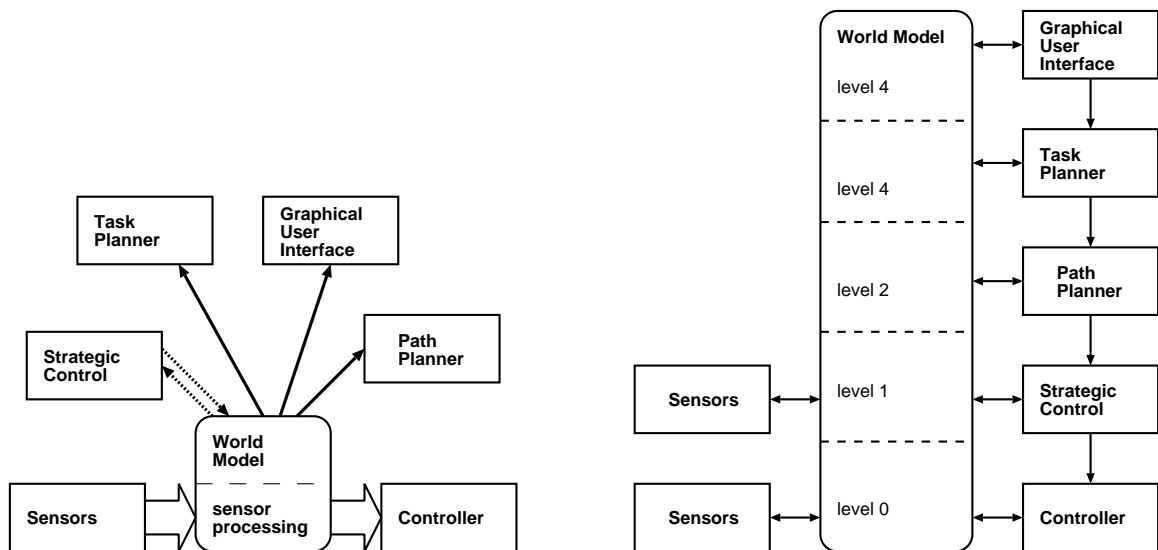 Task
Planner
Graphical
User
Interface
Strategic
Control
Path
Planner
World
Model
Sensors
sensor
processing
Controller
World Model
level 4
level 4
level 2
level 1
level 0
Graphical
User
Interface
Task
Planner
Path
Planner
Sensors
Strategic
Control
Sensors
Controller